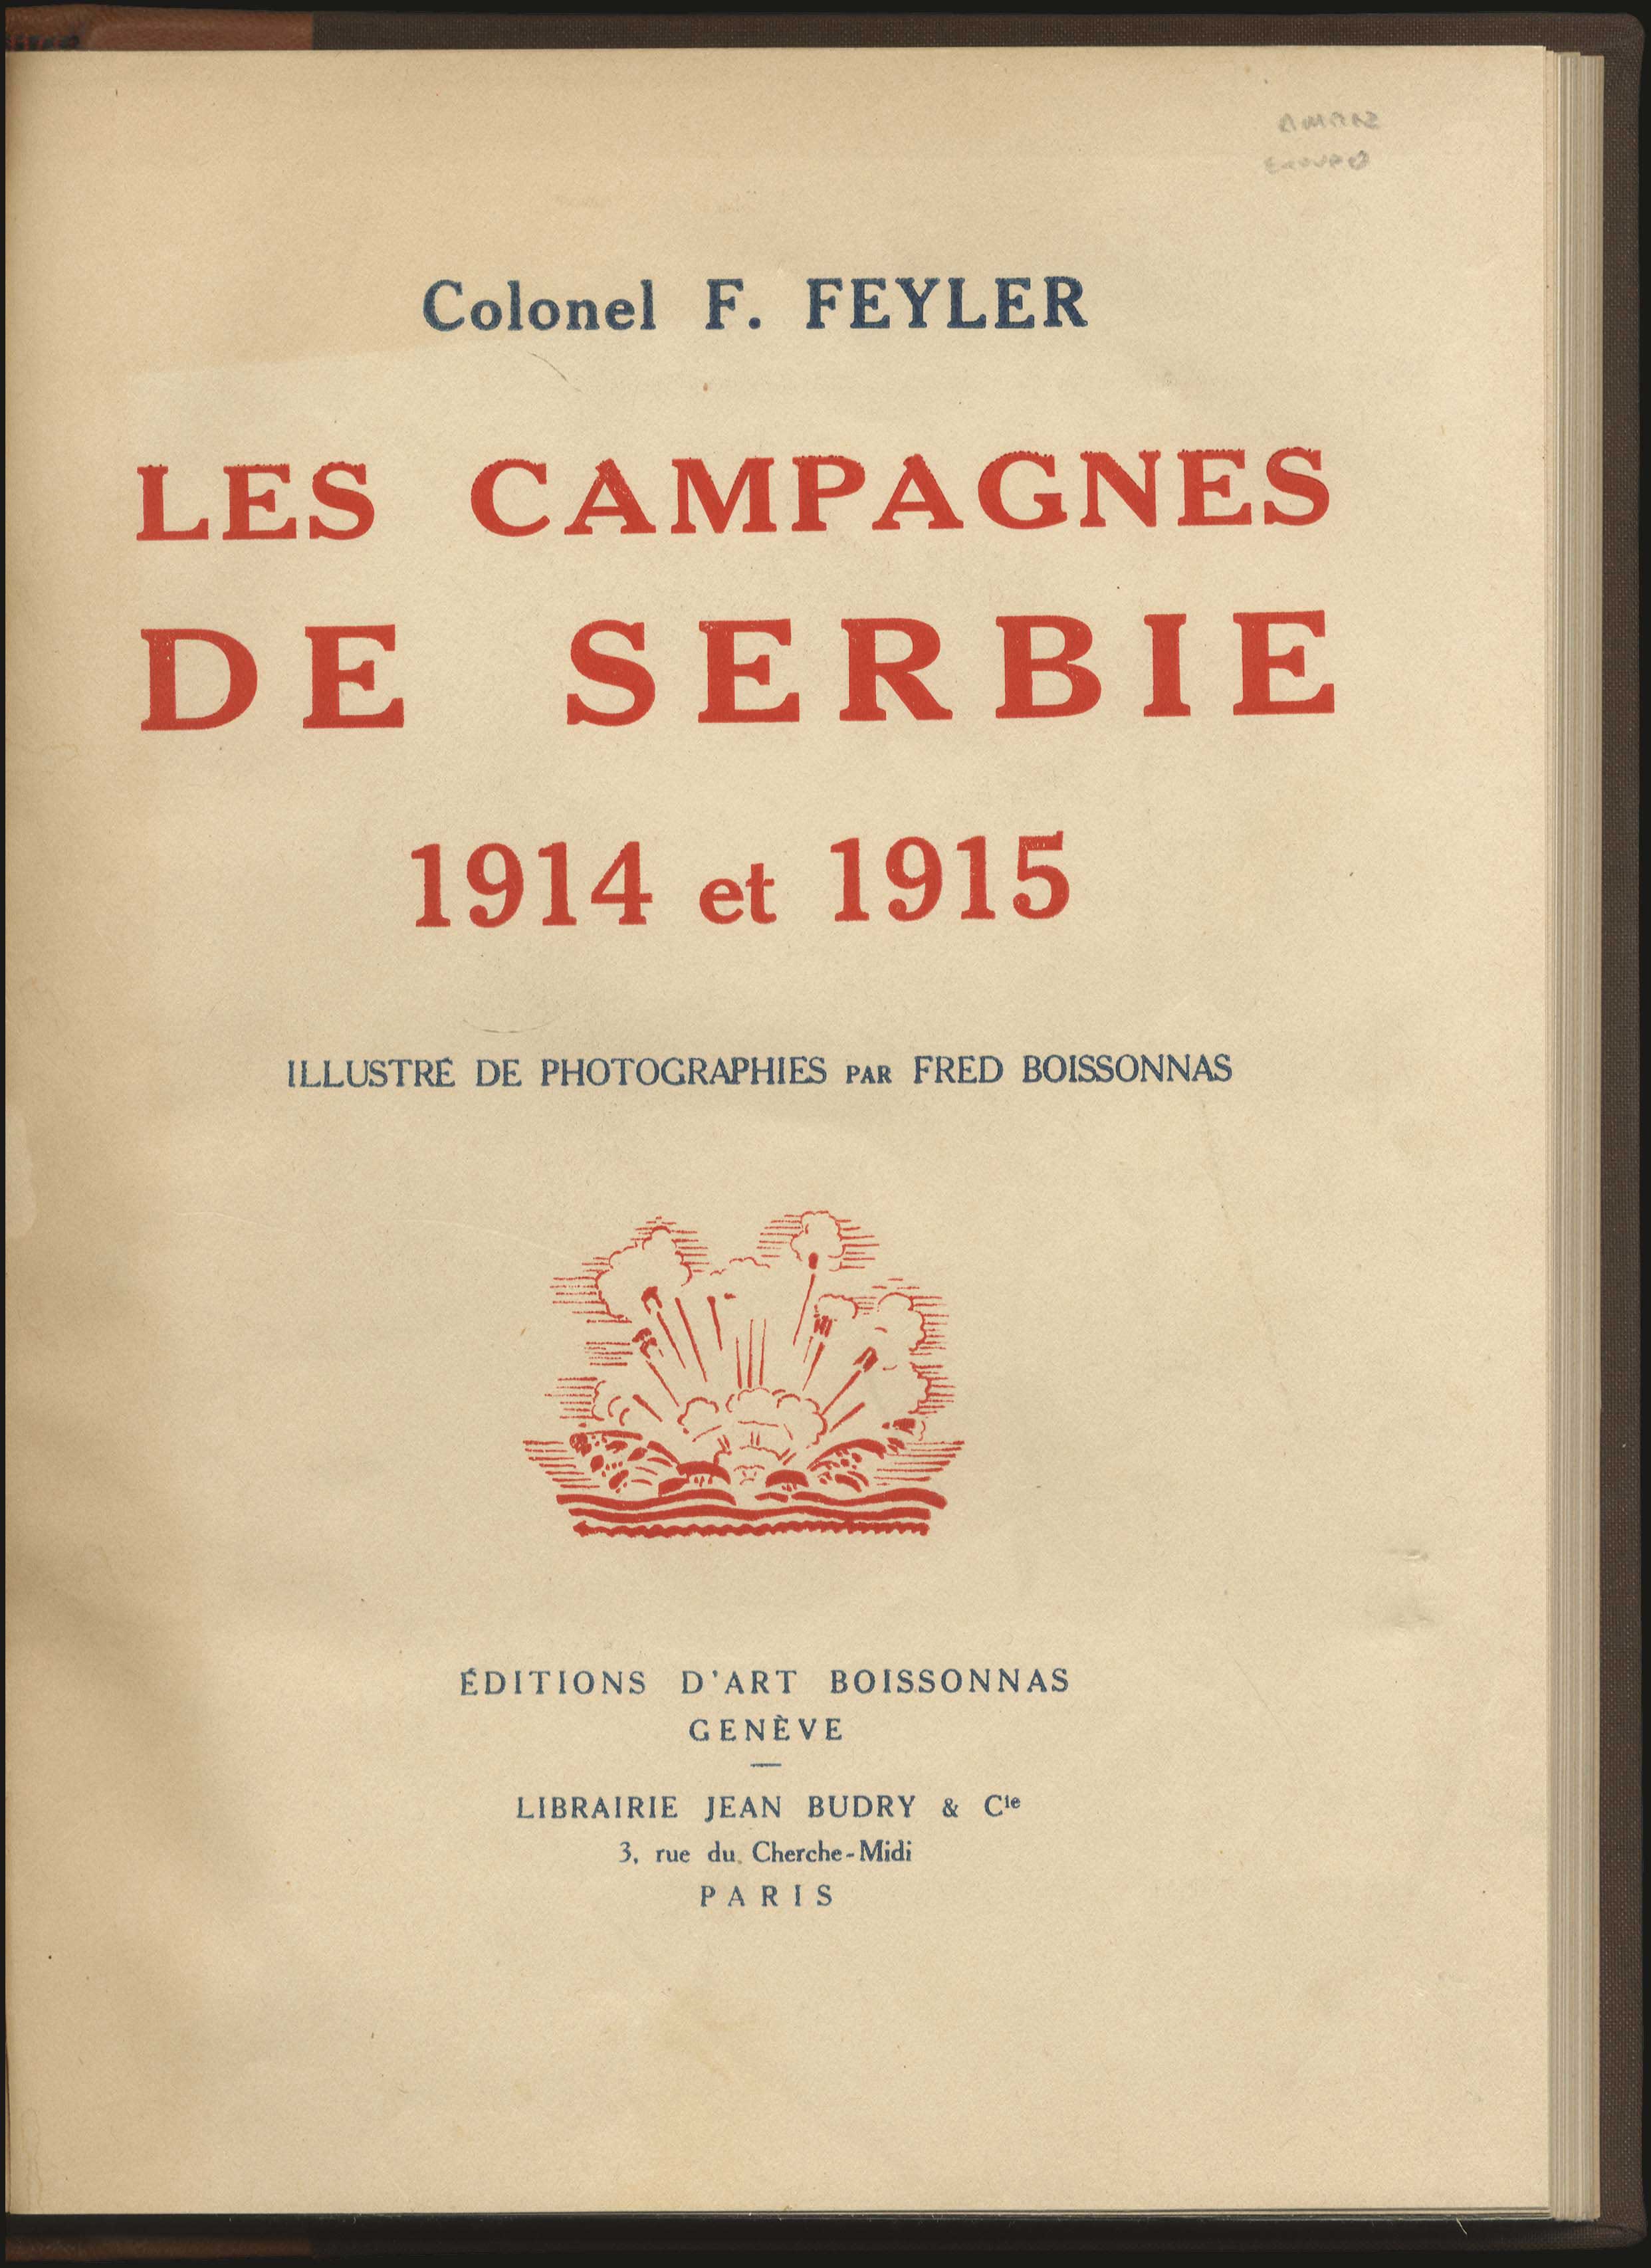 Colonel F. FEYLER
LES CAMPAGNES
DE SERBIE
1914 et 1915
ILLUSTRÉ DE PHOTOGRAPHIES PAR FRED BOISSONNAS
ÉDITIONS D'ART BOISSONNAS
GENÈVE
LIBRAIRIE JEAN BUDRY & Cie
3, rue du Cherche-Midi
PARIS